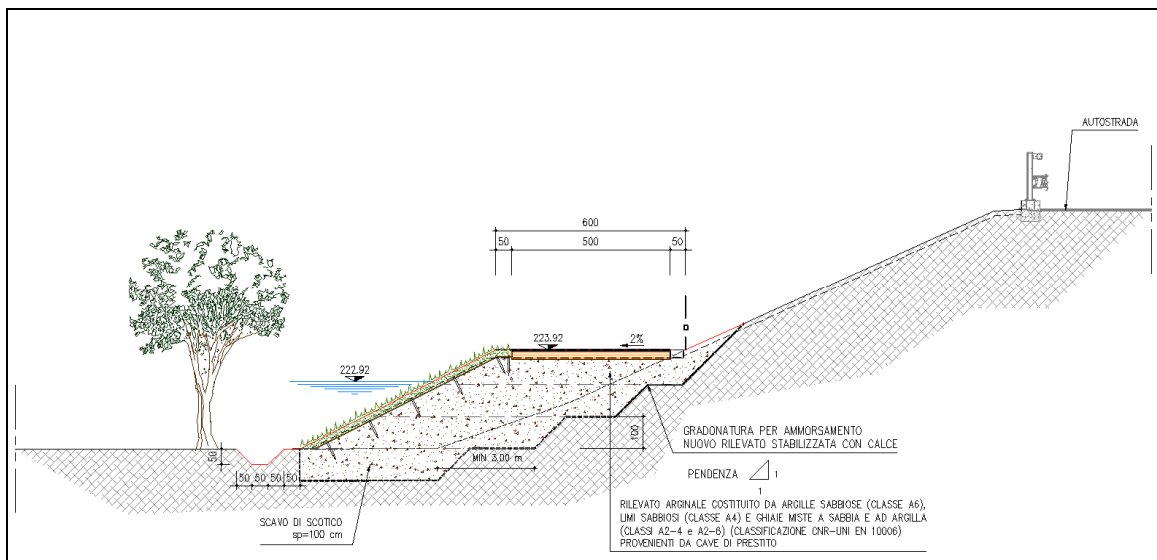 AUTOSTRADA
600
50
500
50
223.92
2%
222.92
100
GRADONATURA PER AMMORSAMENTO
NUOVO RILEVATO STABILIZZATA CON CALCE
50
MIN 3.00 m
PENDENZA
1
1
50
50
50
50
RILEVATO ARGINALE COSTITUITO DA ARGILLE SABBIOSE (CLASSE A6),
LIMI SABBIOSI (CLASSE A4) E GHIAIE MISTE A SABBIA E AD ARGILLA
(CLASSI A2-4 e A2-6) (CLASSIFICAZIONE CNR-UNI EN 10006)
PROVENIENTI DA CAVE DI PRESTITO
SCAVO DI SCOTICO
sp=100 cm